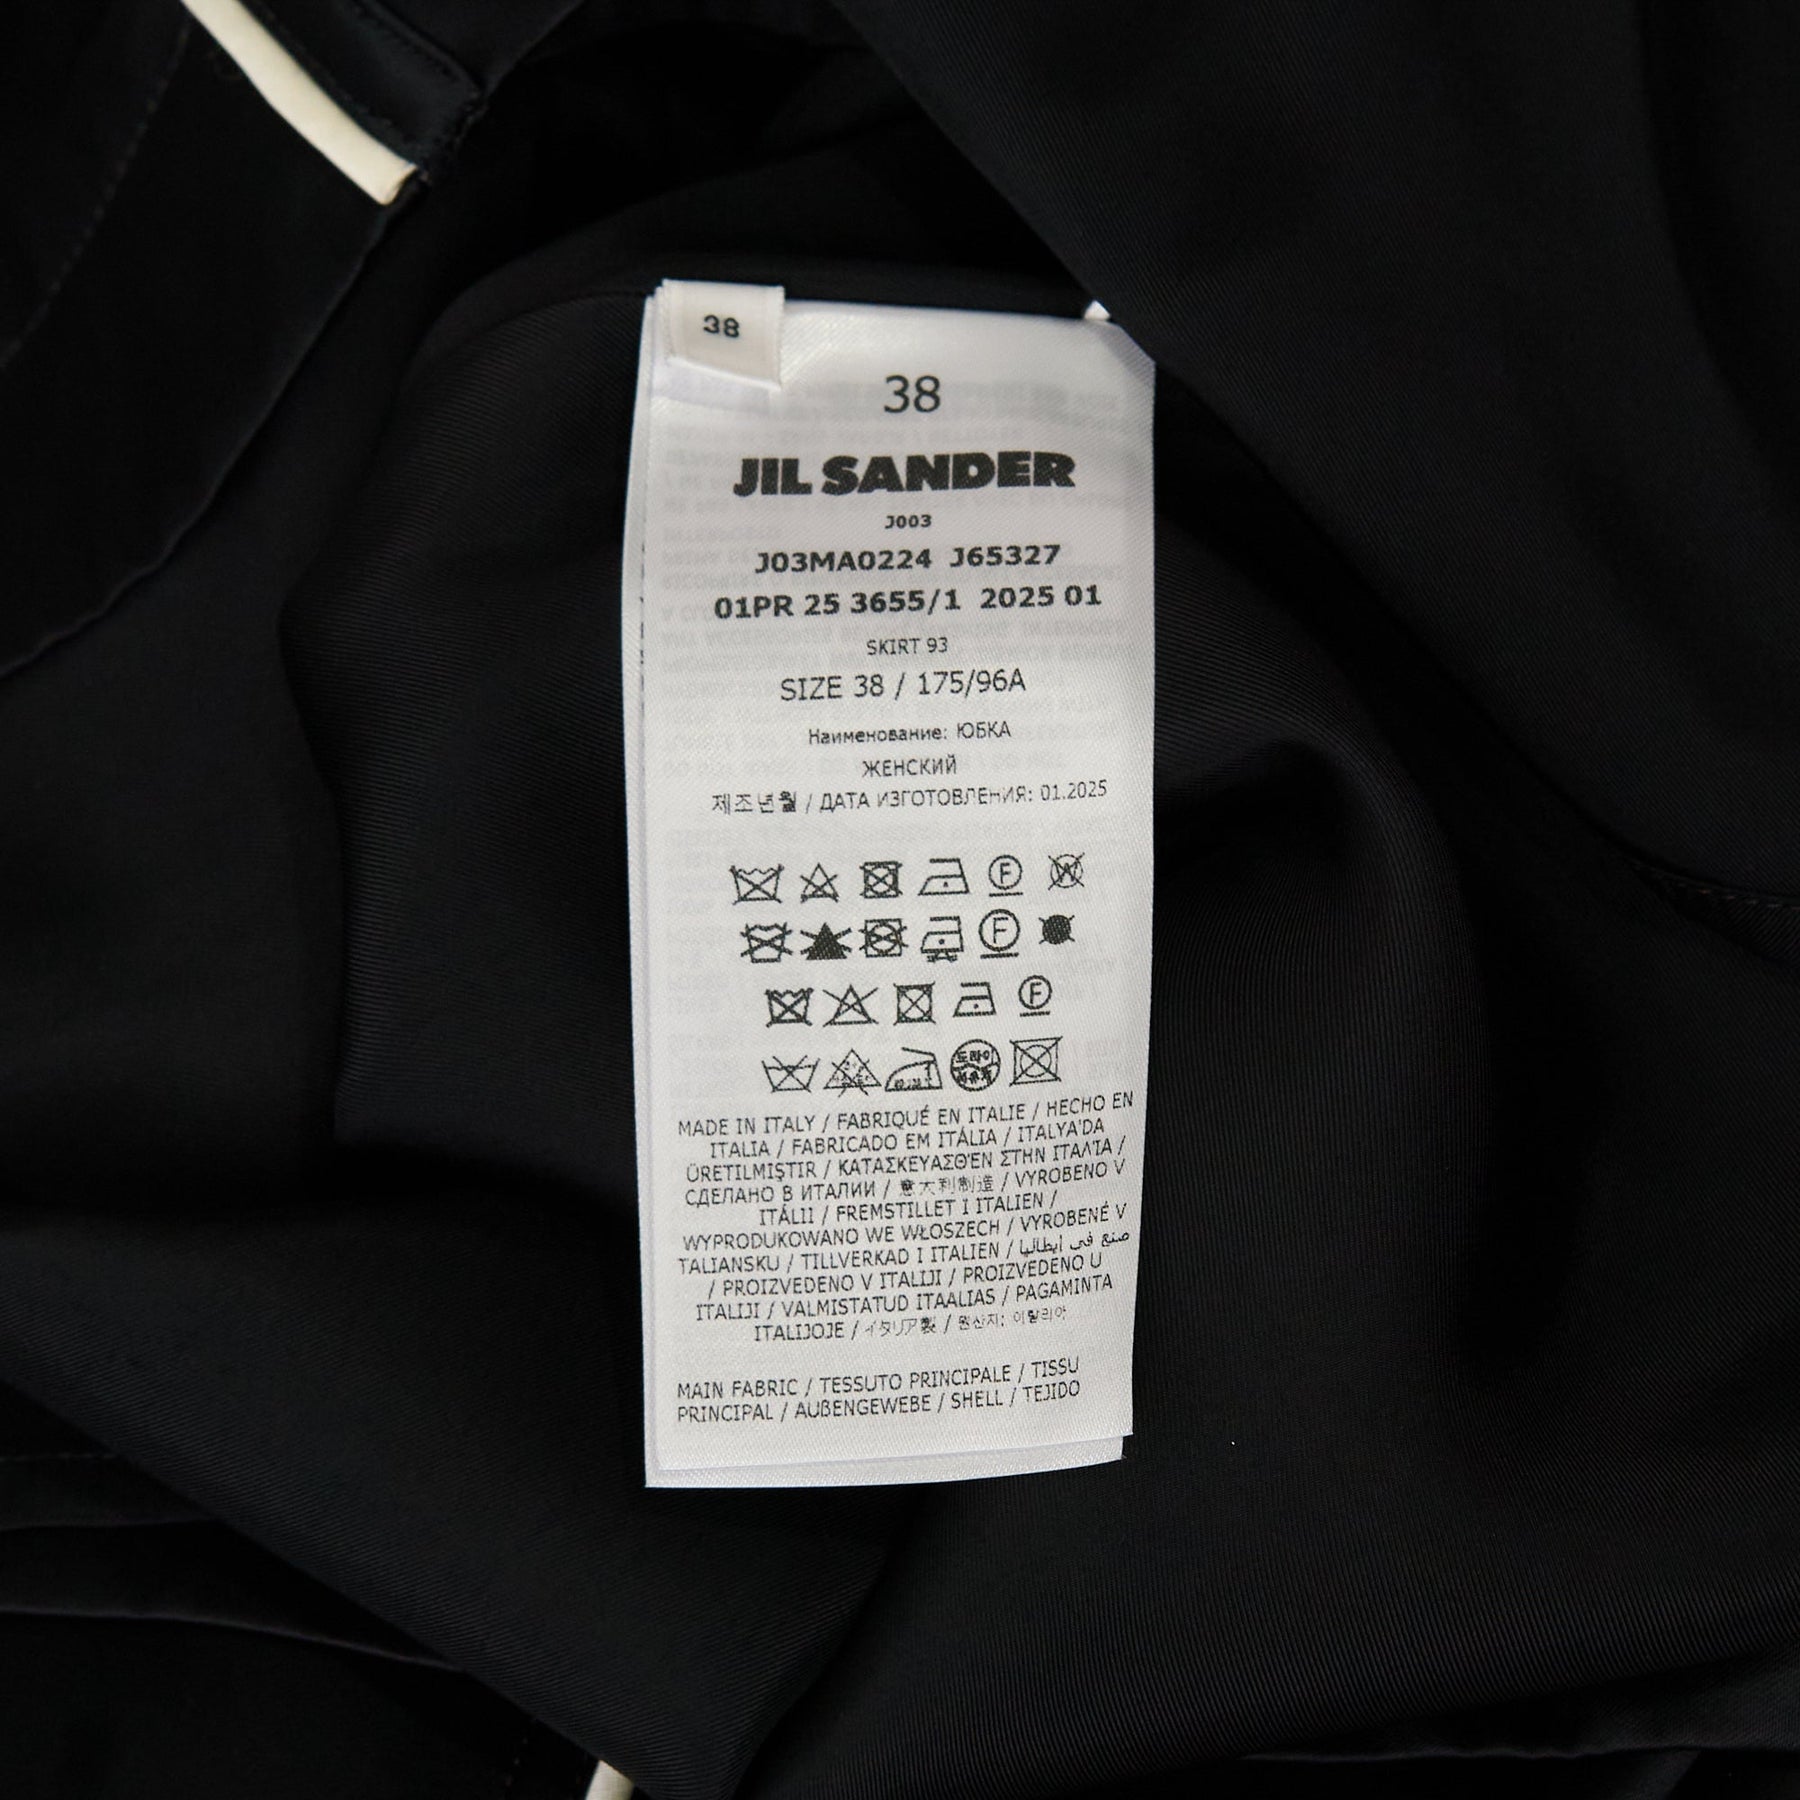 38
38
JIL SANDER
J003
J03MA0224 J65327
01PR 25 3655/1 2025 01
SKIRT 93
SIZE 38 / 175/96A
Наименование: ЮБКА
ЖЕНСКИЙ
제조년월 / ДАТА ИЗГОТОВЛЕНИЯ: 01.2025
F W
F
F
드라이
MADE IN ITALY / FABRIQUÉ EN ITALIE / HECHO EN
ITALIA / FABRICADO EM ITÁLIA / ITALYA'DA
ÜRETILMIŞTIR / ΚΑΤΑΣΚΕΥΑΣΘΈΝ ΣΤΗΝ ΙΤΑΛΊΑ /
СДЕЛАНО В ИТАЛИИ / 意大利制造 / VYROBENO V
ITÁLII / FREMSTILLET I ITALIEN /
WYPRODUKOWANO WE WŁOSZECH / VYROBENÉ V
TALIANSKU / TILLVERKAD I ITALIEN / صنع في إيطاليا
/ PROIZVEDENO V ITALIJI / PROIZVEDENO U
ITALIJI / VALMISTATUD ITAALIAS / PAGAMINTA
ITALIJOJE / イタリア製 / 원산지: 이탈리아
MAIN FABRIC / TESSUTO PRINCIPALE / TISSU
PRINCIPAL / AUßENGEWEBE / SHELL / TEJIDO